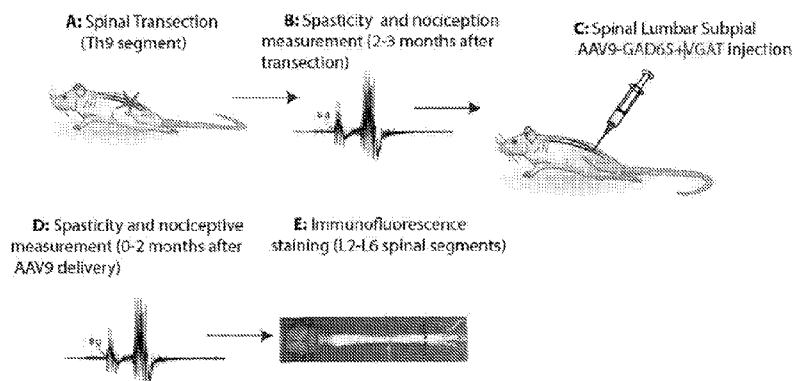 A: Spinal Transection
(Th9 segment)
B: Spasticity and nociception
measurement (2-3 months after
transection)
C: Spinal Lumbar Subpial
AAV9-GAD65+VGAT injection
D: Spasticity and nociceptive
measurement (0-2 months after
AAV9 delivery)
E: Immunofluorescence
staining (L2-L6 spinal segments)